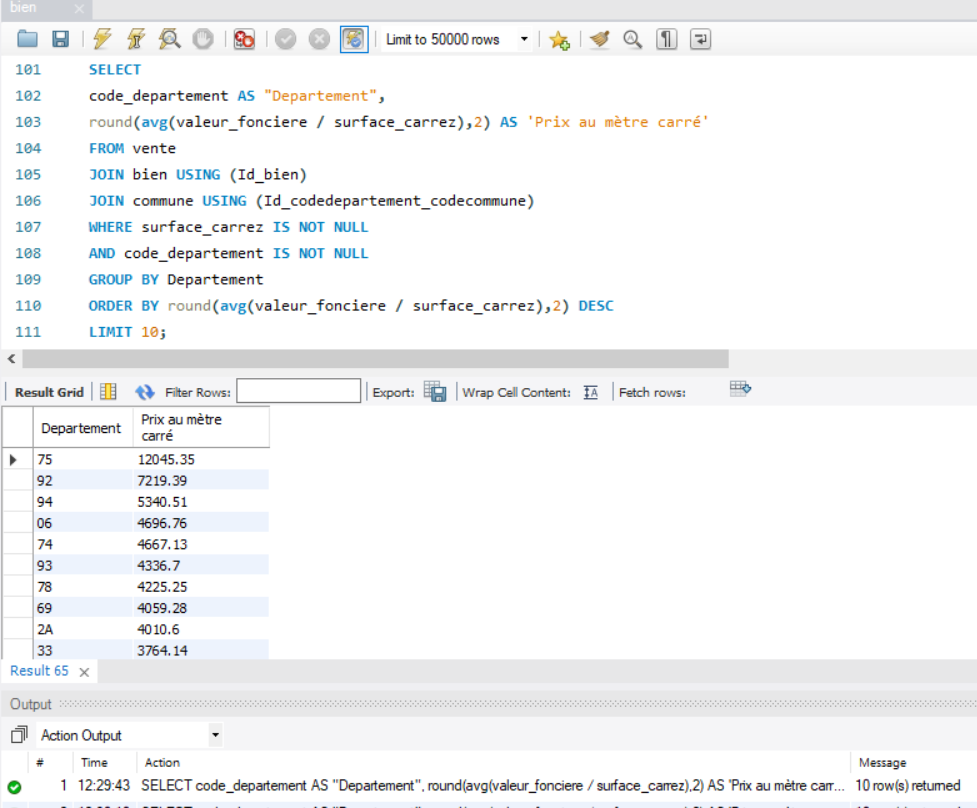 bien
Limit to 50000 rows
101 SELECT
102 code_departement AS "Departement",
103 round(avg(valeur_fonciere / surface_carrez),2) AS 'Prix au mètre carré'
104 FROM vente
105 JOIN bien USING (Id_bien)
106 JOIN commune USING (Id_codedepartement_codecommune)
107 WHERE surface_carrez IS NOT NULL
108 AND code_departement IS NOT NULL
109 GROUP BY Departement
110 ORDER BY round(avg(valeur_fonciere / surface_carrez),2) DESC
111 LIMIT 10;
Result Grid Filter Rows: Export: Wrap Cell Content: Fetch rows:
Departement Prix au mètre carré
75 12045.35
92 7219.39
94 5340.51
06 4696.76
74 4667.13
93 4336.7
78 4225.25
69 4059.28
2A 4010.6
33 3764.14
Result 65
Output
Action Output
# Time Action Message
1 12:29:43 SELECT code_departement AS "Departement", round(avg(valeur_fonciere / surface_carrez),2) AS 'Prix au mètre carr... 10 row(s) returned